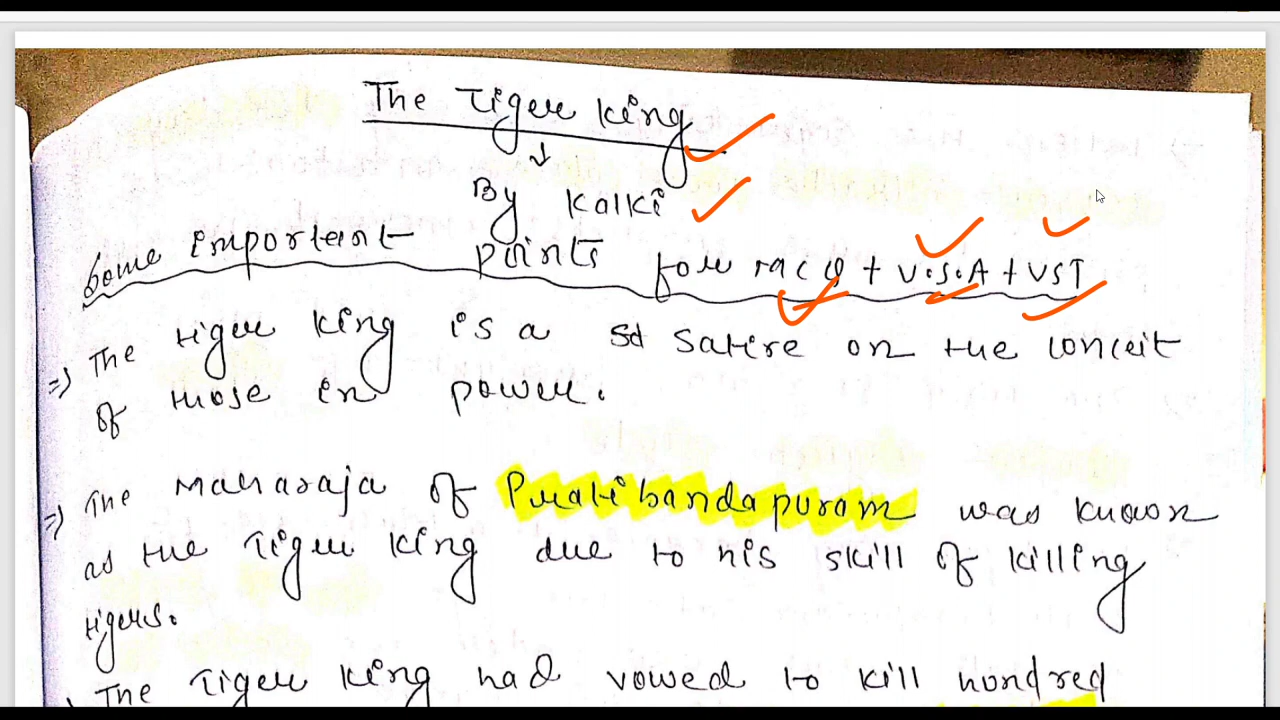 The Tiger King
By Kalki
Some important points for MCQ + V.S.A + VST
⇒ The Tiger King is a satire on the conceit
of those in power.
⇒ The Maharaja of Pratibandapuram was known
as the Tiger King due to his skill of killing
tigers.
The Tiger King had vowed to kill hundred